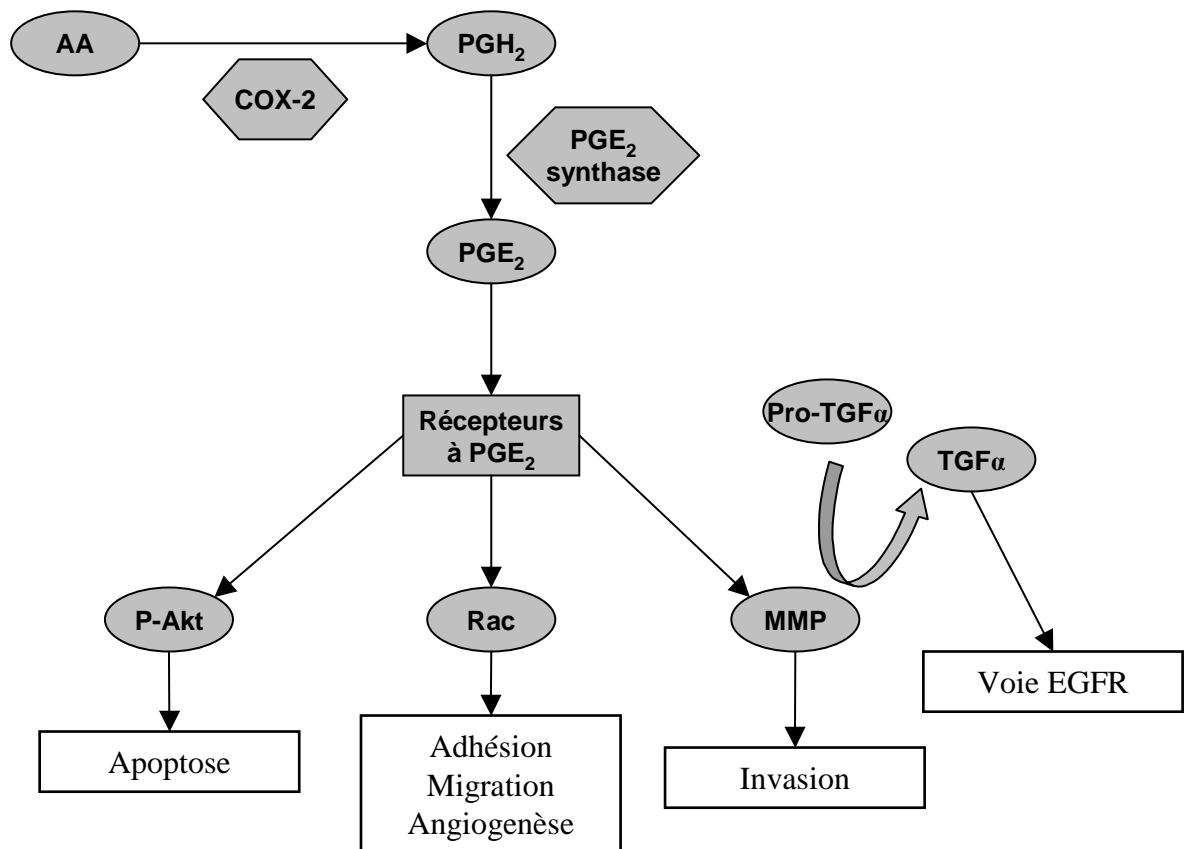 AA
PGH₂
COX-2
PGE₂
synthase
PGE₂
Récepteurs
à PGE₂
Pro-TGFα
TGFα
P-Akt
Rac
MMP
Voie EGFR
Apoptose
Adhésion
Migration
Angiogenèse
Invasion